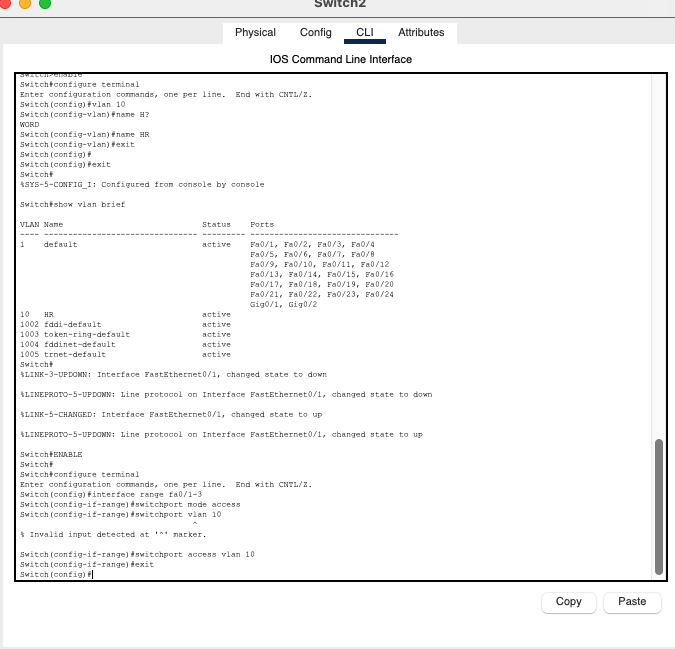 Switch2
Physical Config CLI Attributes
IOS Command Line Interface
Switch>enable
Switch#configure terminal
Enter configuration commands, one per line.  End with CNTL/Z.
Switch(config)#vlan 10
Switch(config-vlan)#name H?
WORD
Switch(config-vlan)#name HR
Switch(config-vlan)#exit
Switch(config)#
Switch(config)#exit
Switch#
%SYS-5-CONFIG_I: Configured from console by console
Switch#show vlan brief
VLAN Name                             Status    Ports
---- -------------------------------- --------- -------------------------------
1    default                          active    Fa0/1, Fa0/2, Fa0/3, Fa0/4
                                                Fa0/5, Fa0/6, Fa0/7, Fa0/8
                                                Fa0/9, Fa0/10, Fa0/11, Fa0/12
                                                Fa0/13, Fa0/14, Fa0/15, Fa0/16
                                                Fa0/17, Fa0/18, Fa0/19, Fa0/20
                                                Fa0/21, Fa0/22, Fa0/23, Fa0/24
                                                Gig0/1, Gig0/2
10   HR                               active
1002 fddi-default                     active
1003 token-ring-default               active
1004 fddinet-default                  active
1005 trnet-default                    active
Switch#
%LINK-3-UPDOWN: Interface FastEthernet0/1, changed state to down
%LINEPROTO-5-UPDOWN: Line protocol on Interface FastEthernet0/1, changed state to down
%LINK-5-CHANGED: Interface FastEthernet0/1, changed state to up
%LINEPROTO-5-UPDOWN: Line protocol on Interface FastEthernet0/1, changed state to up
Switch#ENABLE
Switch#
Switch#configure terminal
Enter configuration commands, one per line.  End with CNTL/Z.
Switch(config)#interface range fa0/1-3
Switch(config-if-range)#switchport mode access
Switch(config-if-range)#switchport vlan 10
                                   ^
% Invalid input detected at '^' marker.
Switch(config-if-range)#switchport access vlan 10
Switch(config-if-range)#exit
Switch(config)#
Copy Paste